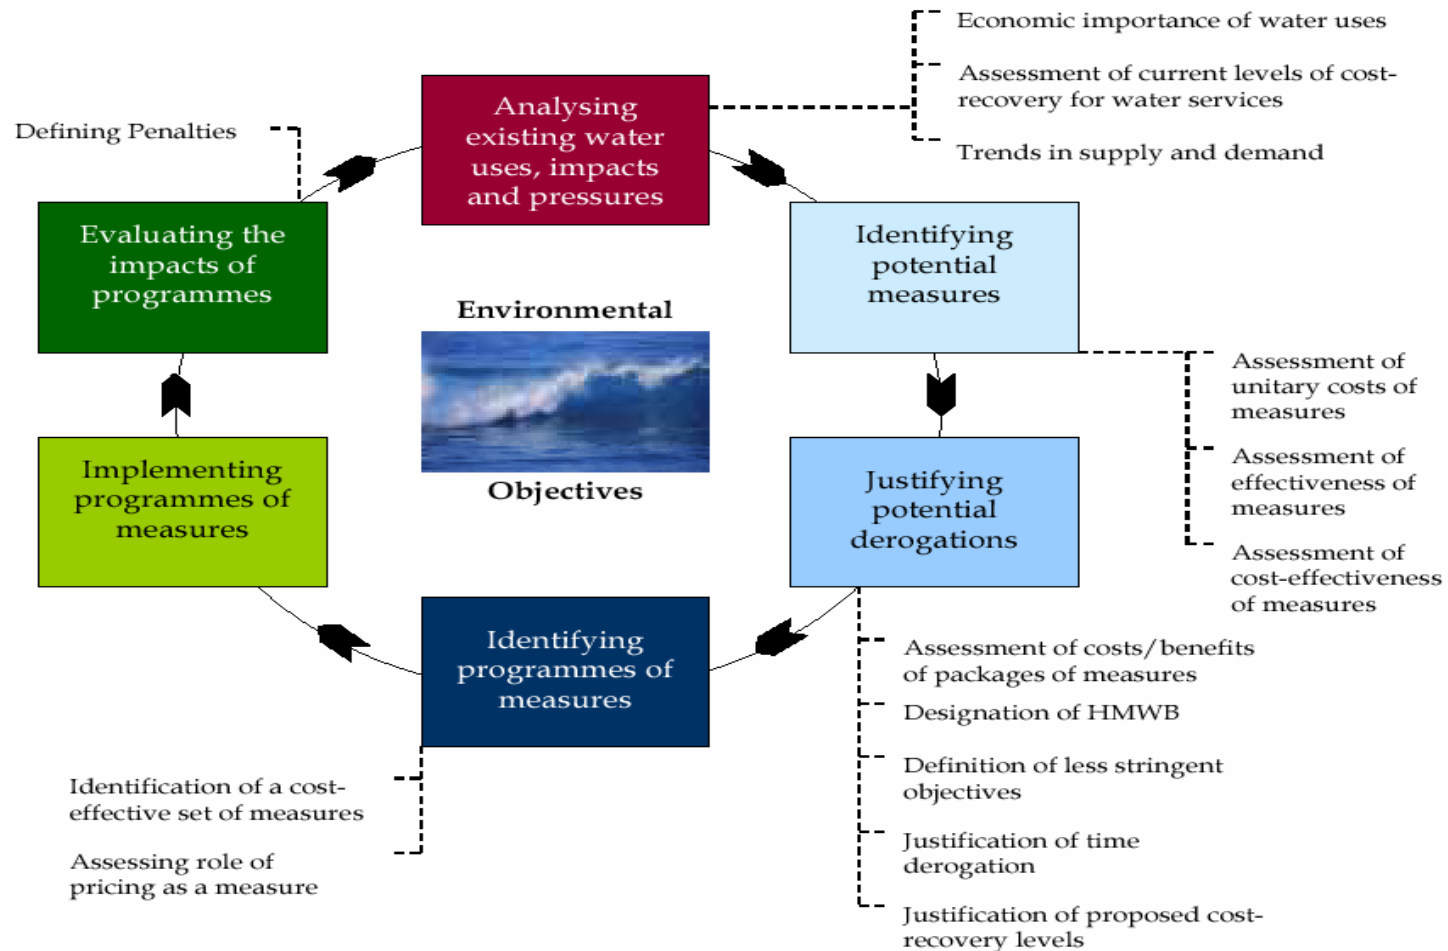 Economic importance of water uses
Assessment of current levels of cost-
recovery for water services
Trends in supply and demand
Defining Penalties
Analysing
existing water
uses, impacts
and pressures
Evaluating the
impacts of
programmes
Identifying
potential
measures
Environmental
Objectives
Assessment of
unitary costs of
measures
Assessment of
effectiveness of
measures
Assessment of
cost-effectiveness
of measures
Implementing
programmes of
measures
Justifying
potential
derogations
Identifying
programmes of
measures
Assessment of costs/benefits
of packages of measures
Designation of HMWB
Definition of less stringent
objectives
Justification of time
derogation
Justification of proposed cost-
recovery levels
Identification of a cost-
effective set of measures
Assessing role of
pricing as a measure